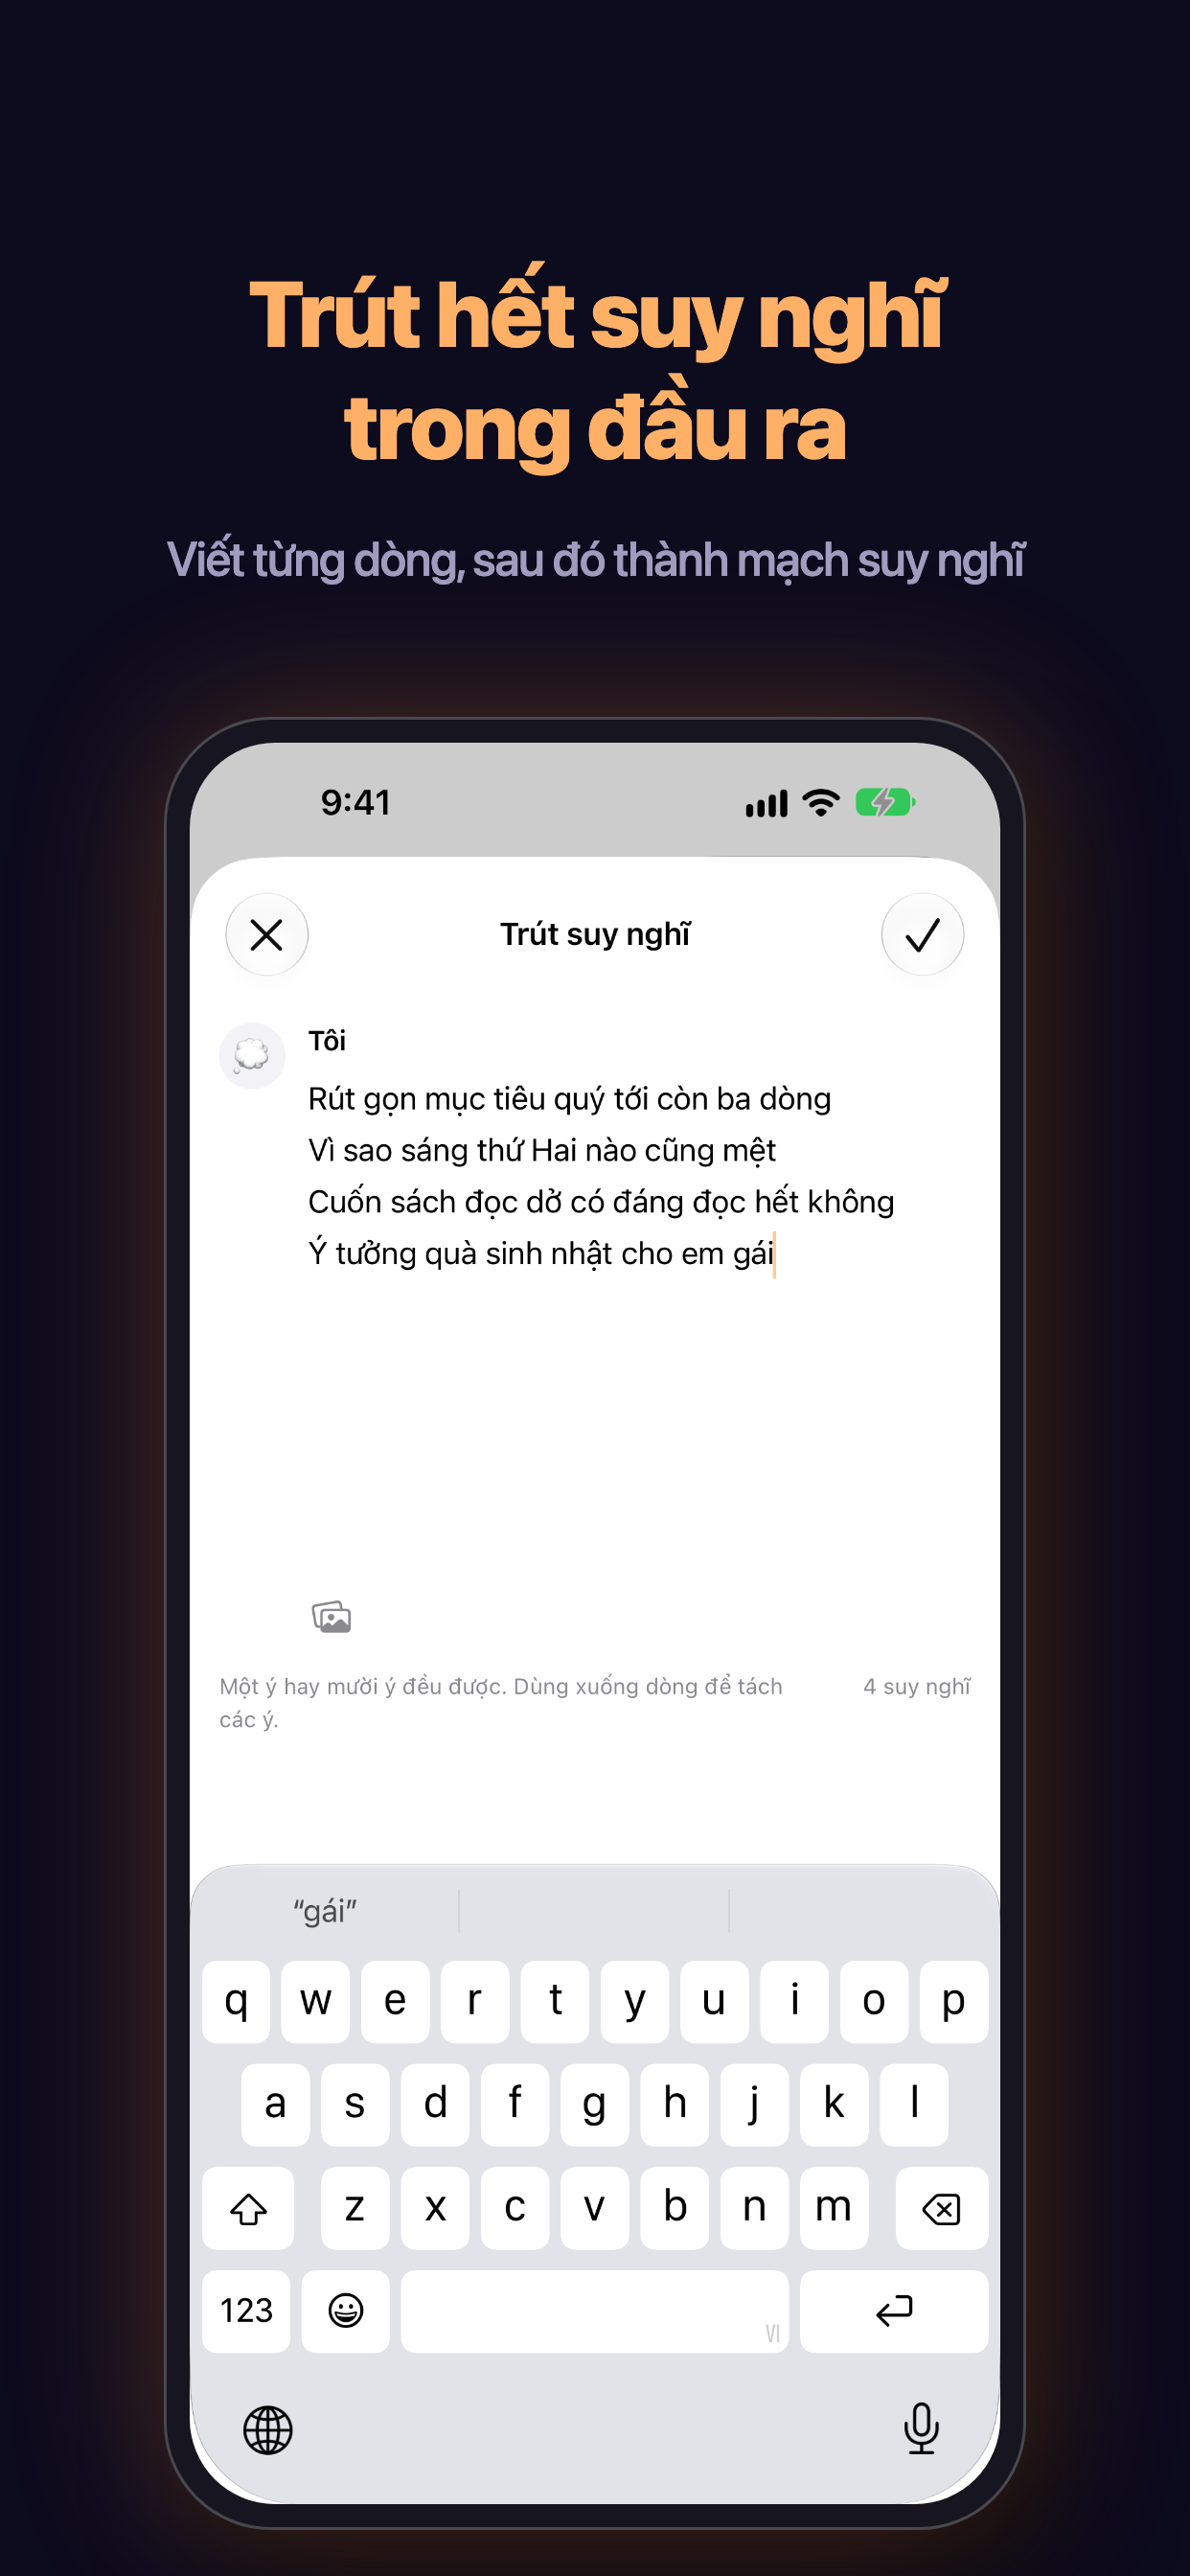 Trút hết suy nghĩ
trong đầu ra
Viết từng dòng, sau đó thành mạch suy nghĩ
9:41
Trút suy nghĩ
Tôi
Rút gọn mục tiêu quý tới còn ba dòng
Vì sao sáng thứ Hai nào cũng mệt
Cuốn sách đọc dở có đáng đọc hết không
Ý tưởng quà sinh nhật cho em gái
Một ý hay mười ý đều được. Dùng xuống dòng để tách
các ý.
4 suy nghĩ
“gái”
q w e r t y u i o p
a s d f g h j k l
z x c v b n m
123
VI